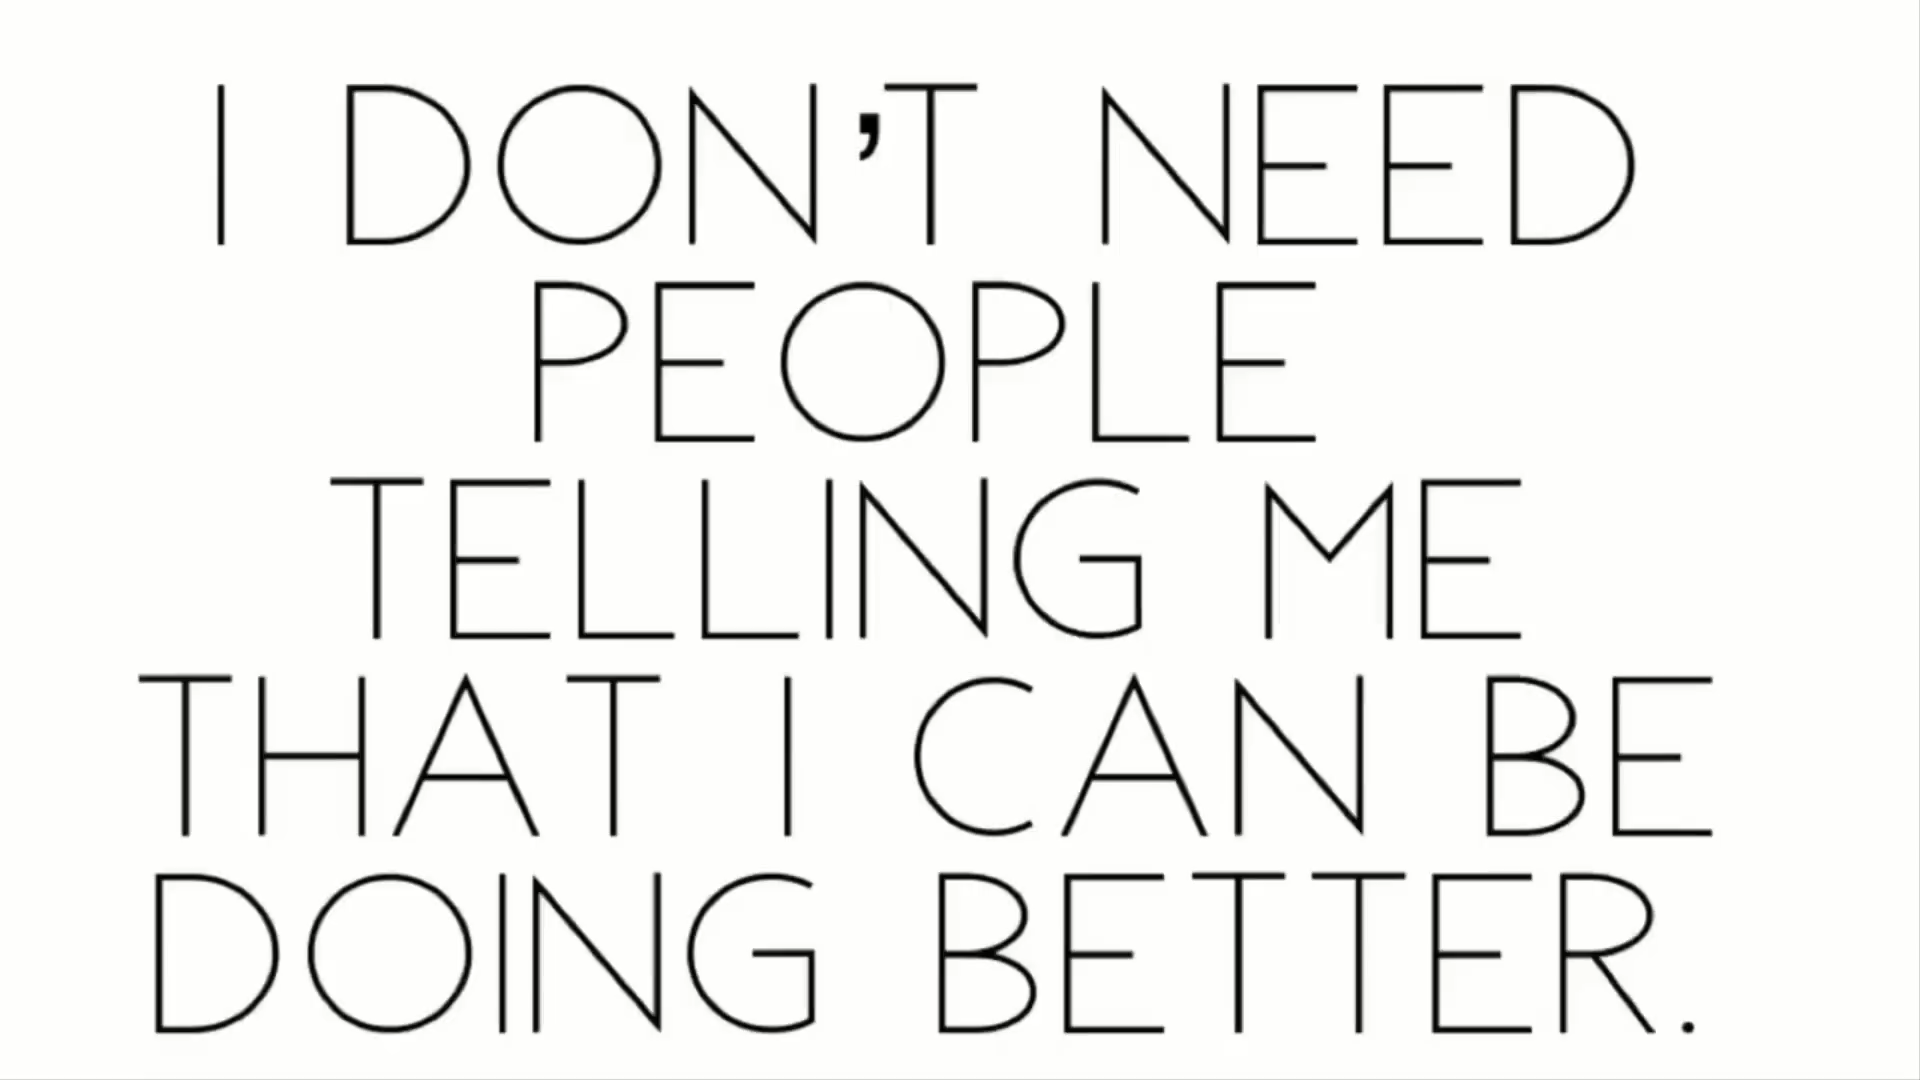 I DON'T NEED
PEOPLE
TELLING ME
THAT I CAN BE
DOING BETTER.